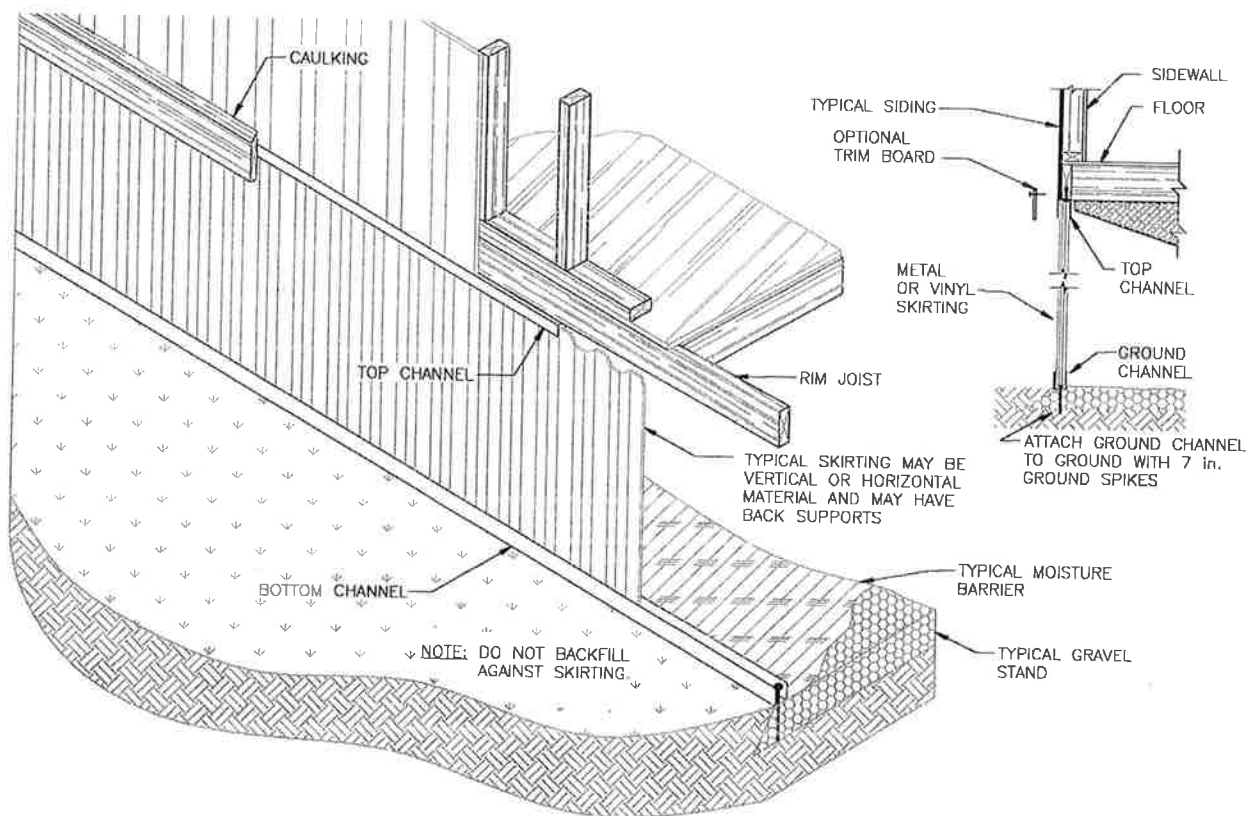 CAULKING
SIDEWALL
TYPICAL SIDING
FLOOR
OPTIONAL
TRIM BOARD
METAL
OR VINYL
SKIRTING
TOP
CHANNEL
TOP CHANNEL
RIM JOIST
GROUND
CHANNEL
ATTACH GROUND CHANNEL
TO GROUND WITH 7 in.
GROUND SPIKES
TYPICAL SKIRTING MAY BE
VERTICAL OR HORIZONTAL
MATERIAL AND MAY HAVE
BACK SUPPORTS
TYPICAL MOISTURE
BARRIER
BOTTOM CHANNEL
NOTE: DO NOT BACKFILL
AGAINST SKIRTING.
TYPICAL GRAVEL
STAND